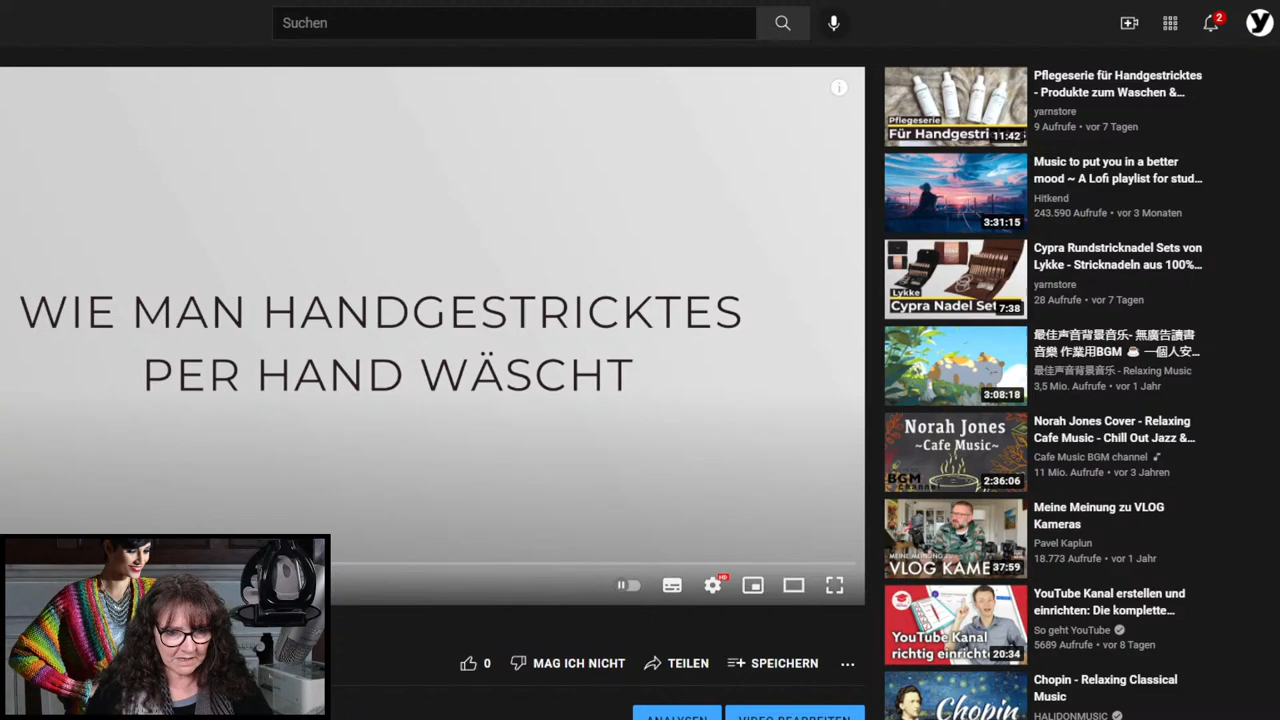 Suchen
2
y
WIE MAN HANDGESTRICKTES
PER HAND WÄSCHT
HD
0
MAG ICH NICHT
TEILEN
SPEICHERN
ANALYSEN
VIDEO BEARBEITEN
Pflegeserie
Für Handgestri
11:42
Pflegeserie für Handgestricktes
- Produkte zum Waschen &...
yarnstore
9 Aufrufe • vor 7 Tagen
3:31:15
Music to put you in a better
mood ~ A Lofi playlist for stud...
Hitkend
243.590 Aufrufe • vor 3 Monaten
Lykke
Cypra Nadel Set
7:38
Cypra Rundstricknadel Sets von
Lykke - Stricknadeln aus 100%...
yarnstore
28 Aufrufe • vor 7 Tagen
3:08:18
最佳声音背景音乐- 無廣告讀書
音樂 作業用BGM ☕ 一個人安...
最佳声音背景音乐 - Relaxing Music
3,5 Mio. Aufrufe • vor 1 Jahr
Norah Jones
~Cafe Music~
BGM
channel
2:36:06
Norah Jones Cover - Relaxing
Cafe Music - Chill Out Jazz &...
Cafe Music BGM channel
11 Mio. Aufrufe • vor 3 Jahren
MEINE MEINUNG ZU
VLOG KAME
37:59
Meine Meinung zu VLOG
Kameras
Pavel Kaplun
18.773 Aufrufe • vor 1 Jahr
YouTube Kanal
richtig einricht
20:34
YouTube Kanal erstellen und
einrichten: Die komplette...
So geht YouTube
5689 Aufrufe • vor 8 Tagen
Chopin
Chopin - Relaxing Classical
Music
HALIDONMUSIC